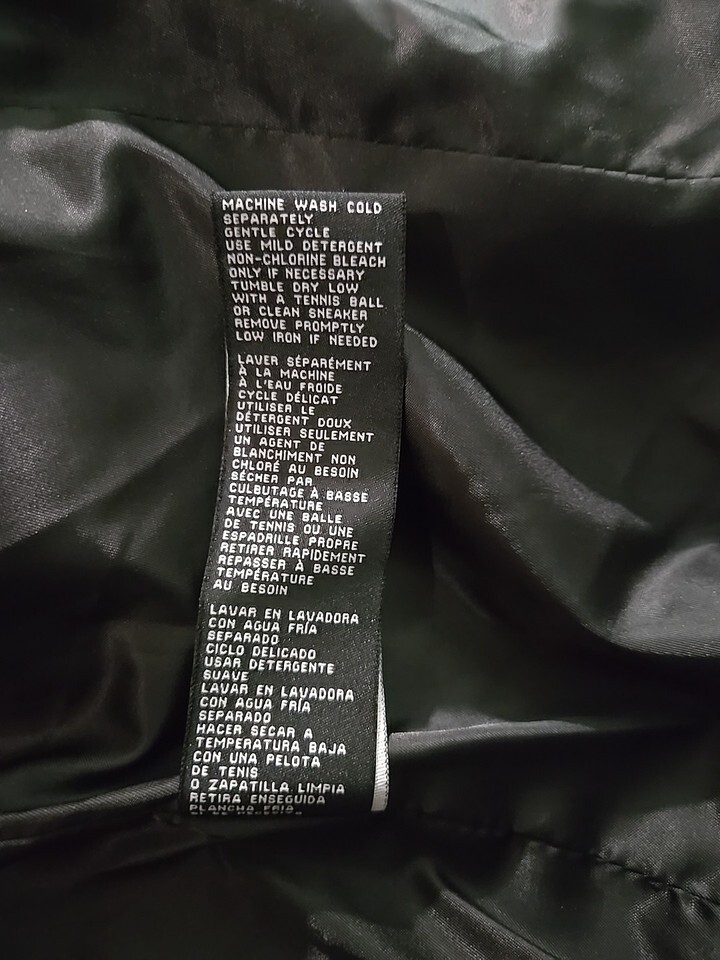 MACHINE WASH COLD
SEPARATELY
GENTLE CYCLE
USE MILD DETERGENT
NON-CHLORINE BLEACH
ONLY IF NECESSARY
TUMBLE DRY LOW
WITH A TENNIS BALL
OR CLEAN SNEAKER
REMOVE PROMPTLY
LOW IRON IF NEEDED
LAVER SÉPARÉMENT
À LA MACHINE
À L'EAU FROIDE
CYCLE DÉLICAT
UTILISER LE
DÉTERGENT DOUX
UTILISER SEULEMENT
UN AGENT DE
BLANCHIMENT NON
CHLORÉ AU BESOIN
SÉCHER PAR
CULBUTAGE À BASSE
TEMPÉRATURE
AVEC UNE BALLE
DE TENNIS OU UNE
ESPADRILLE PROPRE
RETIRER RAPIDEMENT
REPASSER À BASSE
TEMPÉRATURE
AU BESOIN
LAVAR EN LAVADORA
CON AGUA FRÍA
SEPARADO
CICLO DELICADO
USAR DETERGENTE
SUAVE
LAVAR EN LAVADORA
CON AGUA FRÍA
SEPARADO
HACER SECAR A
TEMPERATURA BAJA
CON UNA PELOTA
DE TENIS
O ZAPATILLA LIMPIA
RETIRA ENSEGUIDA
PLANCHA FRIA